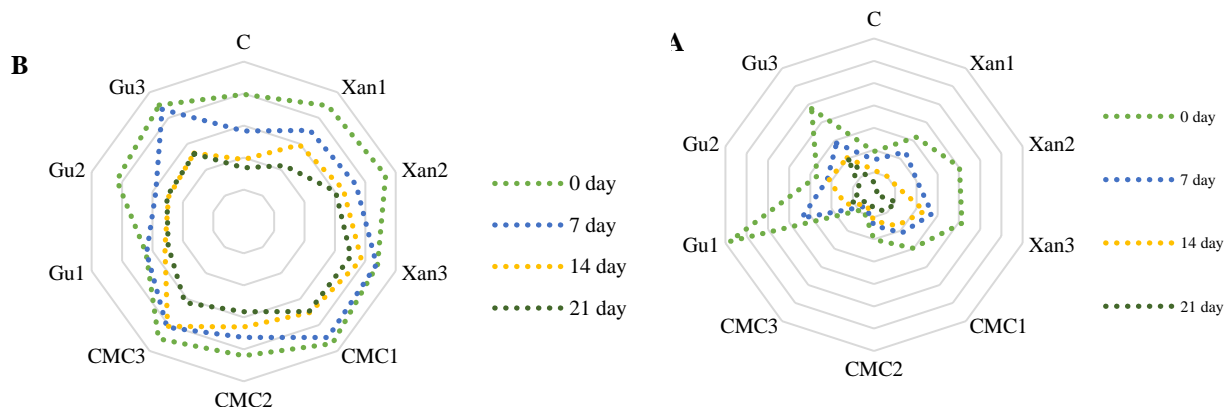 B
C
Xan1
Xan2
Xan3
CMC1
CMC2
CMC3
Gu1
Gu2
Gu3
0 day
7 day
14 day
21 day
A
C
Xan1
Xan2
Xan3
CMC1
CMC2
CMC3
Gu1
Gu2
Gu3
0 day
7 day
14 day
21 day